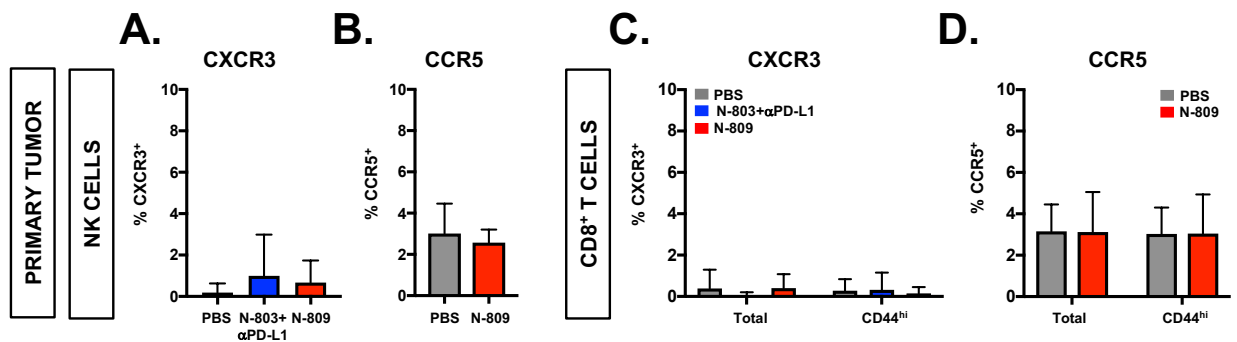 A.
B.
C.
D.
CXCR3
CCR5
CXCR3
CCR5
PRIMARY TUMOR
NK CELLS
% CXCR3⁺
10
8
6
4
2
0
PBS
N-803+
αPD-L1
N-809
% CCR5⁺
10
8
6
4
2
0
PBS
N-809
CD8⁺ T CELLS
% CXCR3⁺
10
8
6
4
2
0
PBS
N-803+αPD-L1
N-809
Total
CD44ʰⁱ
% CCR5⁺
10
8
6
4
2
0
PBS
N-809
Total
CD44ʰⁱ